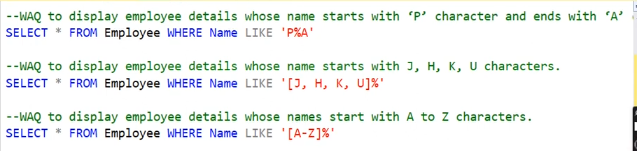 --WAQ to display employee details whose name starts with ‘P’ character and ends with ‘A’
SELECT * FROM Employee WHERE Name LIKE 'P%A'
--WAQ to display employee details whose names start with J, H, K, U characters.
SELECT * FROM Employee WHERE Name LIKE '[J, H, K, U]%'
--WAQ to display employee details whose names start with A to Z characters.
SELECT * FROM Employee WHERE Name LIKE '[A-Z]%'